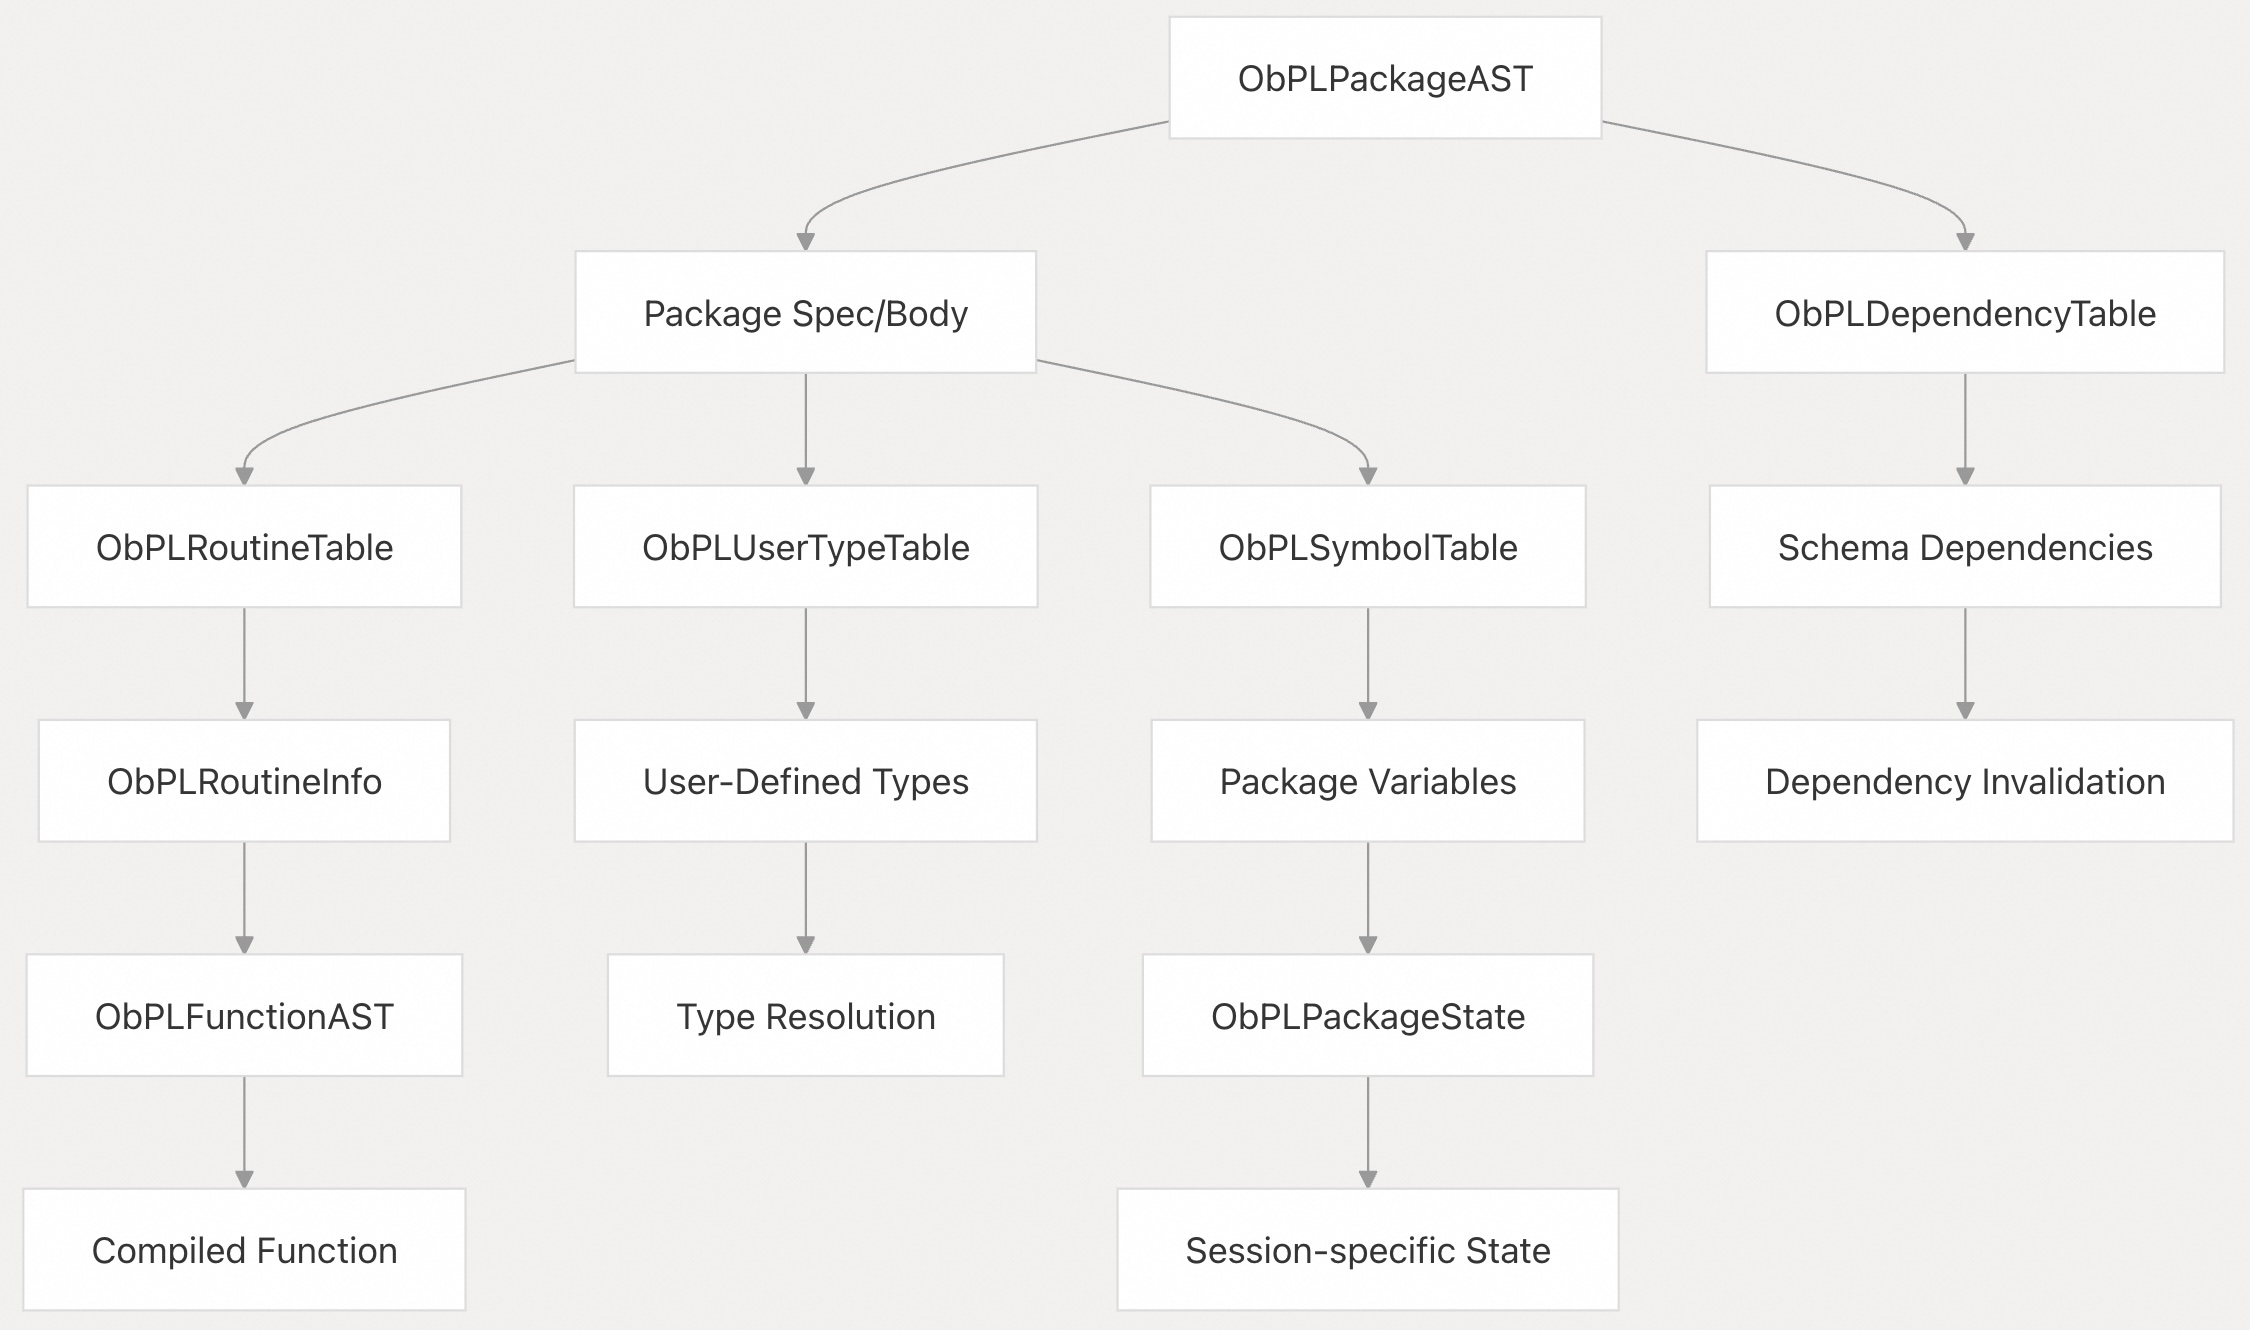 ObPLPackageAST
Package Spec/Body
ObPLDependencyTable
ObPLRoutineTable
ObPLUserTypeTable
ObPLSymbolTable
Schema Dependencies
ObPLRoutineInfo
User-Defined Types
Package Variables
Dependency Invalidation
ObPLFunctionAST
Type Resolution
ObPLPackageState
Compiled Function
Session-specific State